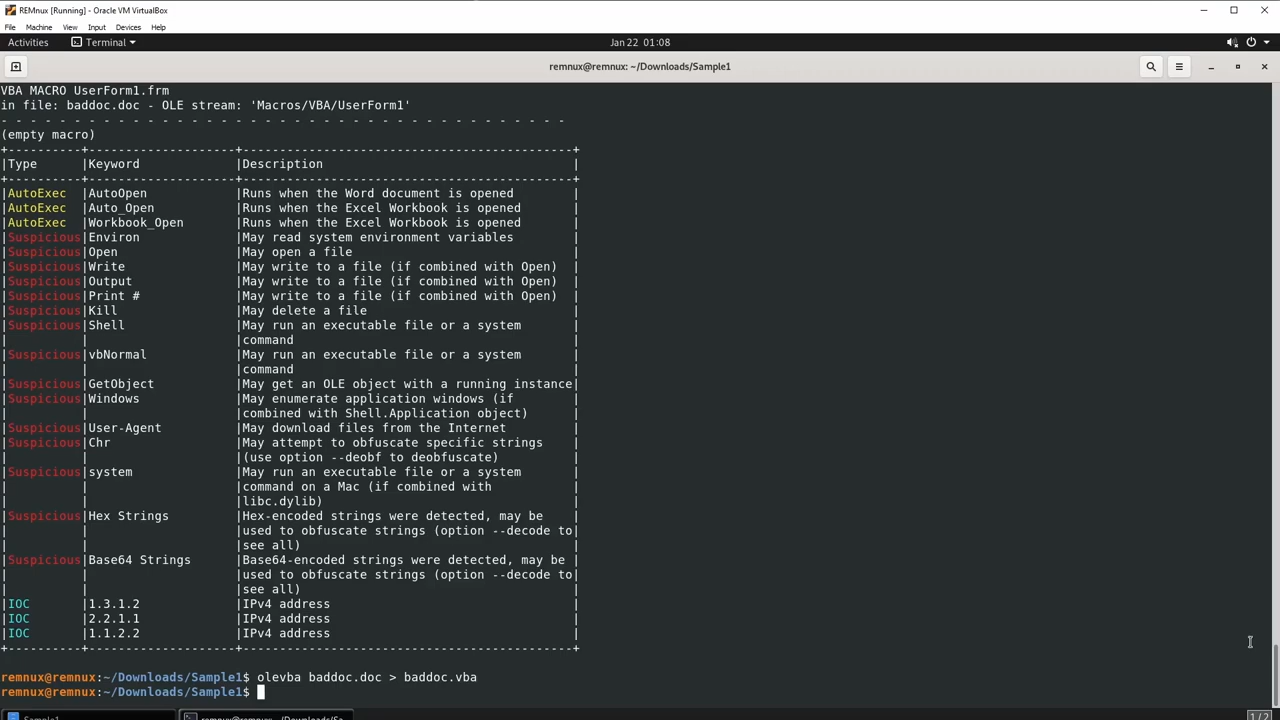 REMnux [Running] - Oracle VM VirtualBox
File Machine View Input Devices Help
Activities Terminal Jan 22 01:08
remnux@remnux: ~/Downloads/Sample1
VBA MACRO UserForm1.frm
in file: baddoc.doc - OLE stream: 'Macros/VBA/UserForm1'
- - - - - - - - - - - - - - - - - - - - - - - - - - - - - - - - - - - - - - -
(empty macro)
+----------+--------------------+---------------------------------------------+
|Type      |Keyword             |Description                                  |
+----------+--------------------+---------------------------------------------+
|AutoExec  |AutoOpen            |Runs when the Word document is opened        |
|AutoExec  |Auto_Open           |Runs when the Excel Workbook is opened       |
|AutoExec  |Workbook_Open       |Runs when the Excel Workbook is opened       |
|Suspicious|Environ             |May read system environment variables        |
|Suspicious|Open                |May open a file                              |
|Suspicious|Write               |May write to a file (if combined with Open)  |
|Suspicious|Output              |May write to a file (if combined with Open)  |
|Suspicious|Print #             |May write to a file (if combined with Open)  |
|Suspicious|Kill                |May delete a file                            |
|Suspicious|Shell               |May run an executable file or a system       |
|          |                    |command                                      |
|Suspicious|vbNormal            |May run an executable file or a system       |
|          |                    |command                                      |
|Suspicious|GetObject           |May get an OLE object with a running instance|
|Suspicious|Windows             |May enumerate application windows (if        |
|          |                    |combined with Shell.Application object)      |
|Suspicious|User-Agent          |May download files from the Internet         |
|Suspicious|Chr                 |May attempt to obfuscate specific strings    |
|          |                    |(use option --deobf to deobfuscate)          |
|Suspicious|system              |May run an executable file or a system       |
|          |                    |command on a Mac (if combined with           |
|          |                    |libc.dylib)                                  |
|Suspicious|Hex Strings         |Hex-encoded strings were detected, may be    |
|          |                    |used to obfuscate strings (option --decode to|
|          |                    |see all)                                     |
|Suspicious|Base64 Strings      |Base64-encoded strings were detected, may be |
|          |                    |used to obfuscate strings (option --decode to|
|          |                    |see all)                                     |
|IOC       |1.3.1.2             |IPv4 address                                 |
|IOC       |2.2.1.1             |IPv4 address                                 |
|IOC       |1.1.2.2             |IPv4 address                                 |
+----------+--------------------+---------------------------------------------+
remnux@remnux:~/Downloads/Sample1$ olevba baddoc.doc > baddoc.vba
remnux@remnux:~/Downloads/Sample1$
Sample1 remnux@remnux: ~/Downloads/Sa... 1/2